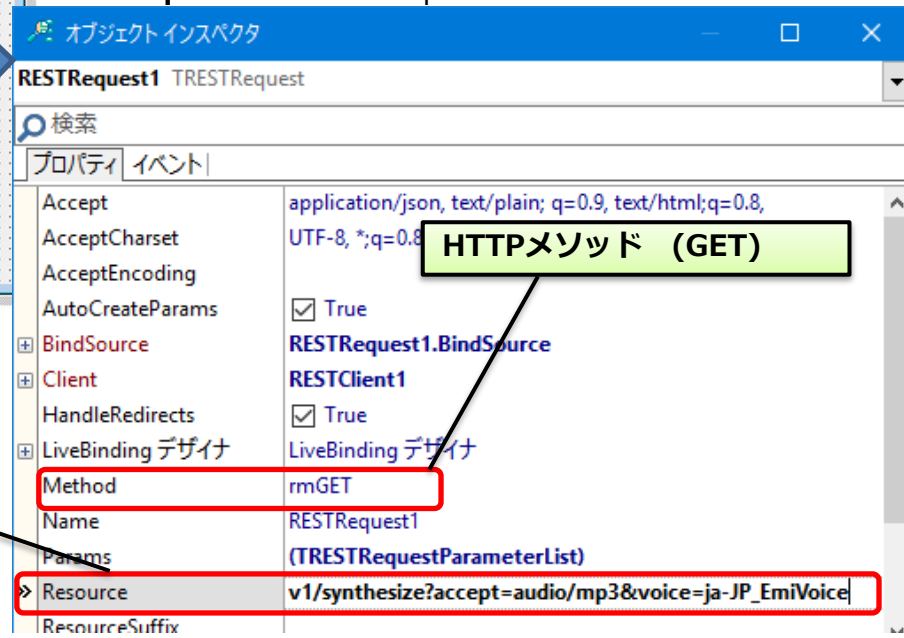 オブジェクト インスペクタ
RESTRequest1 TRESTRequest
検索
プロパティ イベント
Accept application/json, text/plain; q=0.9, text/html;q=0.8,
AcceptCharset UTF-8, *;q=0.8
HTTPメソッド (GET)
AcceptEncoding
AutoCreateParams True
BindSource RESTRequest1.BindSource
Client RESTClient1
HandleRedirects True
LiveBinding デザイナ LiveBinding デザイナ
Method rmGET
Name RESTRequest1
Params (TRESTRequestParameterList)
Resource v1/synthesize?accept=audio/mp3&voice=ja-JP_EmiVoice
ResourceSuffix